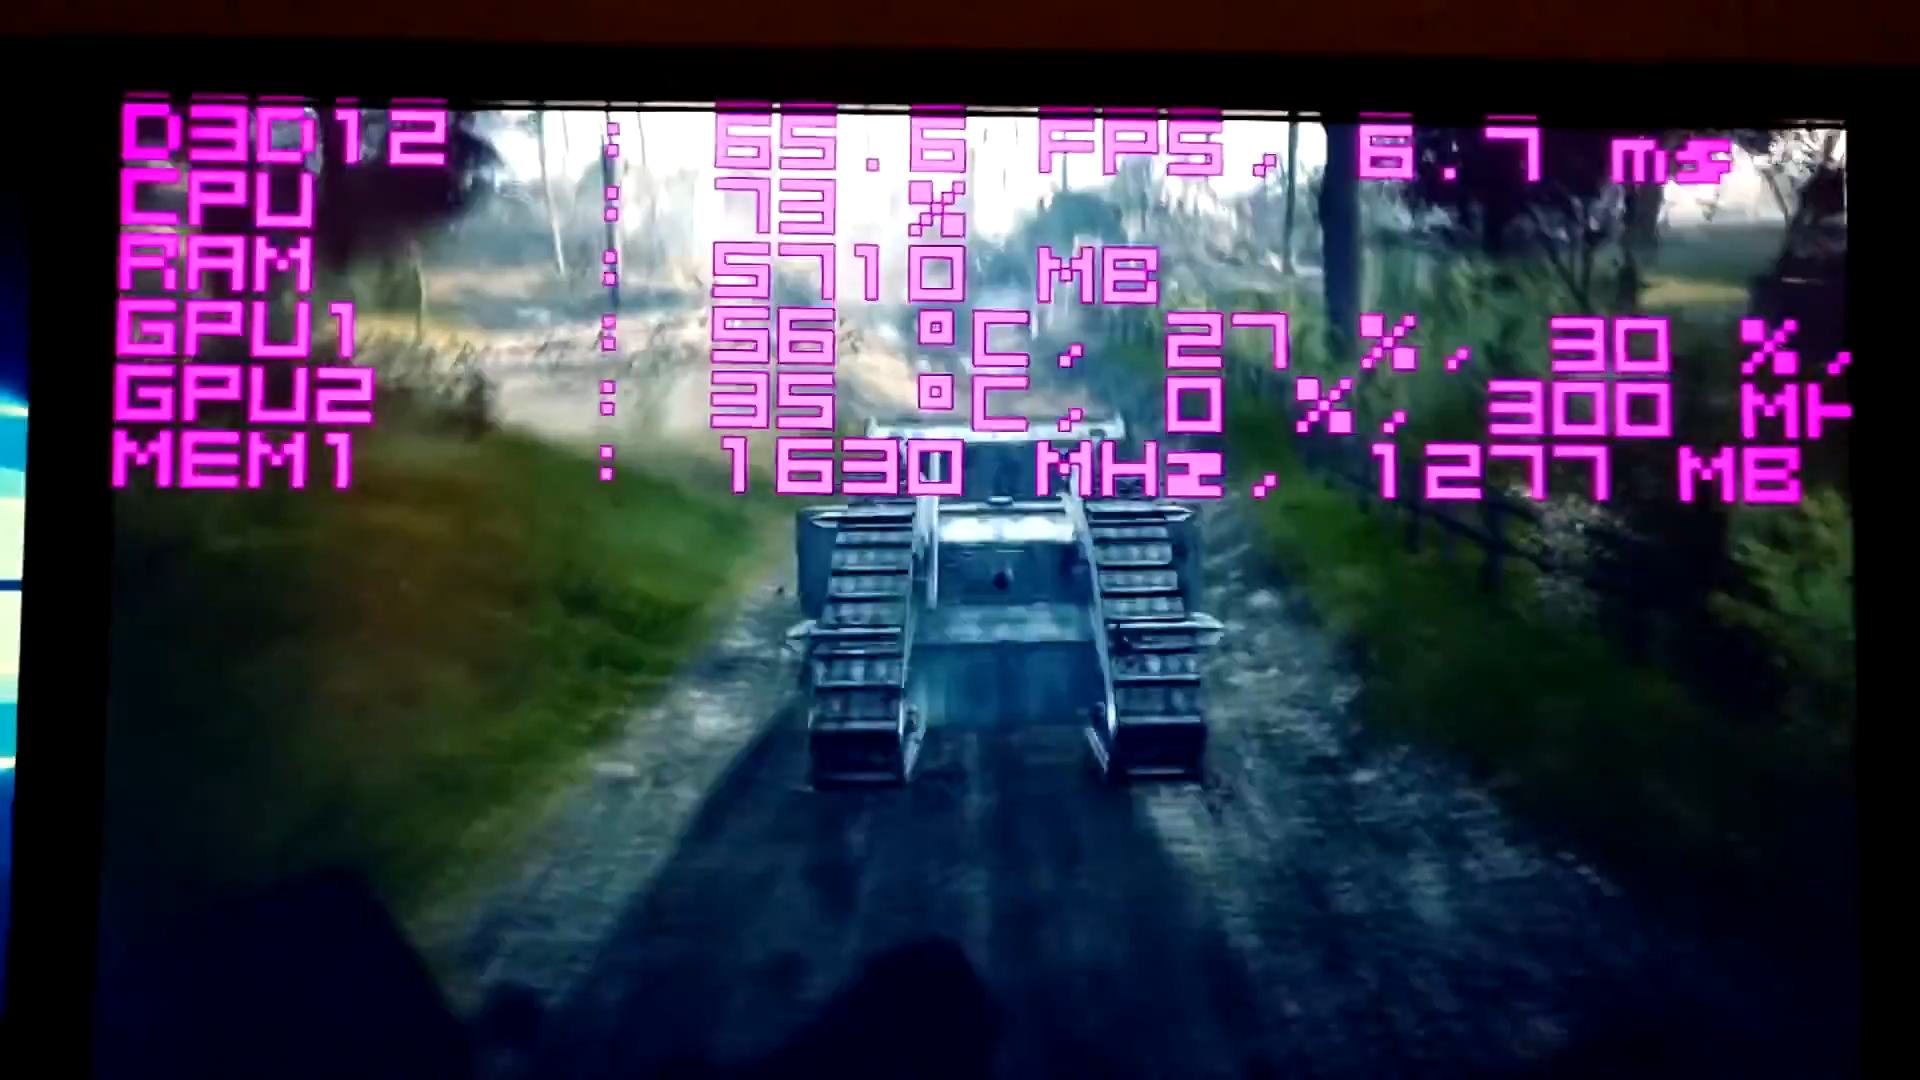 D3D12 : 65.6 FPS, 6.7 ms
CPU : 73 %
RAM : 5710 MB
GPU1 : 56 °C, 27 %, 30 %,
GPU2 : 35 °C, 0 %, 300 MH
MEM1 : 1630 MHz, 1277 MB